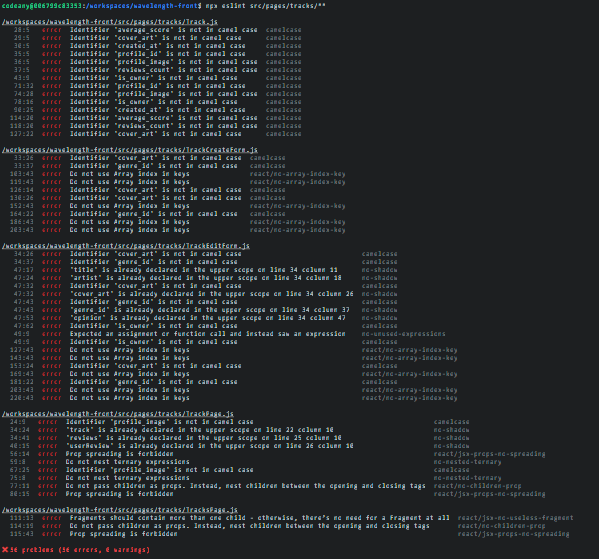 codeany@006799c83353:/workspaces/wavelength-front$ npx eslint src/pages/tracks/**
/workspaces/wavelength-front/src/pages/tracks/Track.js
28:5 error Identifier 'average_score' is not in camel case camelcase
29:5 error Identifier 'cover_art' is not in camel case camelcase
30:5 error Identifier 'created_at' is not in camel case camelcase
35:5 error Identifier 'profile_id' is not in camel case camelcase
36:5 error Identifier 'profile_image' is not in camel case camelcase
37:5 error Identifier 'reviews_count' is not in camel case camelcase
41:9 error Identifier 'is_owner' is not in camel case camelcase
71:32 error Identifier 'profile_id' is not in camel case camelcase
74:28 error Identifier 'profile_image' is not in camel case camelcase
78:16 error Identifier 'is_owner' is not in camel case camelcase
90:25 error Identifier 'created_at' is not in camel case camelcase
114:20 error Identifier 'average_score' is not in camel case camelcase
118:20 error Identifier 'reviews_count' is not in camel case camelcase
127:22 error Identifier 'cover_art' is not in camel case camelcase
/workspaces/wavelength-front/src/pages/tracks/TrackCreateForm.js
33:26 error Identifier 'cover_art' is not in camel case camelcase
33:37 error Identifier 'genre_id' is not in camel case camelcase
103:43 error Do not use Array index in keys react/no-array-index-key
115:43 error Do not use Array index in keys react/no-array-index-key
126:14 error Identifier 'cover_art' is not in camel case camelcase
130:26 error Identifier 'cover_art' is not in camel case camelcase
152:43 error Do not use Array index in keys react/no-array-index-key
164:22 error Identifier 'genre_id' is not in camel case camelcase
186:43 error Do not use Array index in keys react/no-array-index-key
203:43 error Do not use Array index in keys react/no-array-index-key
/workspaces/wavelength-front/src/pages/tracks/TrackEditForm.js
34:26 error Identifier 'cover_art' is not in camel case camelcase
34:37 error Identifier 'genre_id' is not in camel case camelcase
47:17 error 'title' is already declared in the upper scope on line 34 column 11 no-shadow
47:24 error 'artist' is already declared in the upper scope on line 34 column 18 no-shadow
47:32 error Identifier 'cover_art' is not in camel case camelcase
47:32 error 'cover_art' is already declared in the upper scope on line 34 column 26 no-shadow
47:43 error Identifier 'genre_id' is not in camel case camelcase
47:43 error 'genre_id' is already declared in the upper scope on line 34 column 37 no-shadow
47:53 error 'opinion' is already declared in the upper scope on line 34 column 47 no-shadow
47:62 error Identifier 'is_owner' is not in camel case camelcase
49:9 error Expected an assignment or function call and instead saw an expression no-unused-expressions
49:9 error Identifier 'is_owner' is not in camel case camelcase
127:43 error Do not use Array index in keys react/no-array-index-key
143:43 error Do not use Array index in keys react/no-array-index-key
153:24 error Identifier 'cover_art' is not in camel case camelcase
169:43 error Do not use Array index in keys react/no-array-index-key
181:22 error Identifier 'genre_id' is not in camel case camelcase
203:43 error Do not use Array index in keys react/no-array-index-key
220:43 error Do not use Array index in keys react/no-array-index-key
/workspaces/wavelength-front/src/pages/tracks/TrackPage.js
24:9 error Identifier 'profile_image' is not in camel case camelcase
34:24 error 'track' is already declared in the upper scope on line 22 column 10 no-shadow
34:41 error 'reviews' is already declared in the upper scope on line 25 column 10 no-shadow
40:15 error 'userReview' is already declared in the upper scope on line 26 column 10 no-shadow
56:14 error Prop spreading is forbidden react/jsx-props-no-spreading
59:8 error Do not nest ternary expressions no-nested-ternary
67:25 error Identifier 'profile_image' is not in camel case camelcase
75:8 error Do not nest ternary expressions no-nested-ternary
77:11 error Do not pass children as props. Instead, nest children between the opening and closing tags react/no-children-prop
80:15 error Prop spreading is forbidden react/jsx-props-no-spreading
/workspaces/wavelength-front/src/pages/tracks/TracksPage.js
111:13 error Fragments should contain more than one child - otherwise, there's no need for a Fragment at all react/jsx-no-useless-fragment
114:19 error Do not pass children as props. Instead, nest children between the opening and closing tags react/no-children-prop
115:43 error Prop spreading is forbidden react/jsx-props-no-spreading
✖ 56 problems (56 errors, 0 warnings)